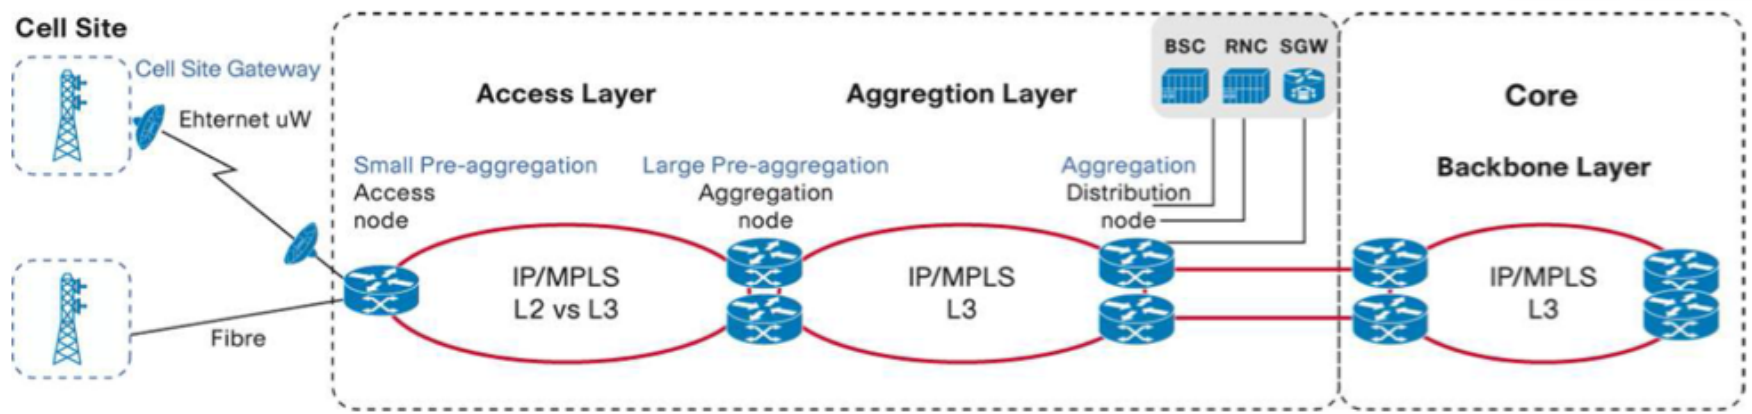 Cell Site
Cell Site Gateway
Ehternet uW
Fibre
Access Layer
Small Pre-aggregation
Access
node
IP/MPLS
L2 vs L3
Aggregtion Layer
Large Pre-aggregation
Aggregation
node
IP/MPLS
L3
BSC RNC SGW
Aggregation
Distribution
node
Core
Backbone Layer
IP/MPLS
L3